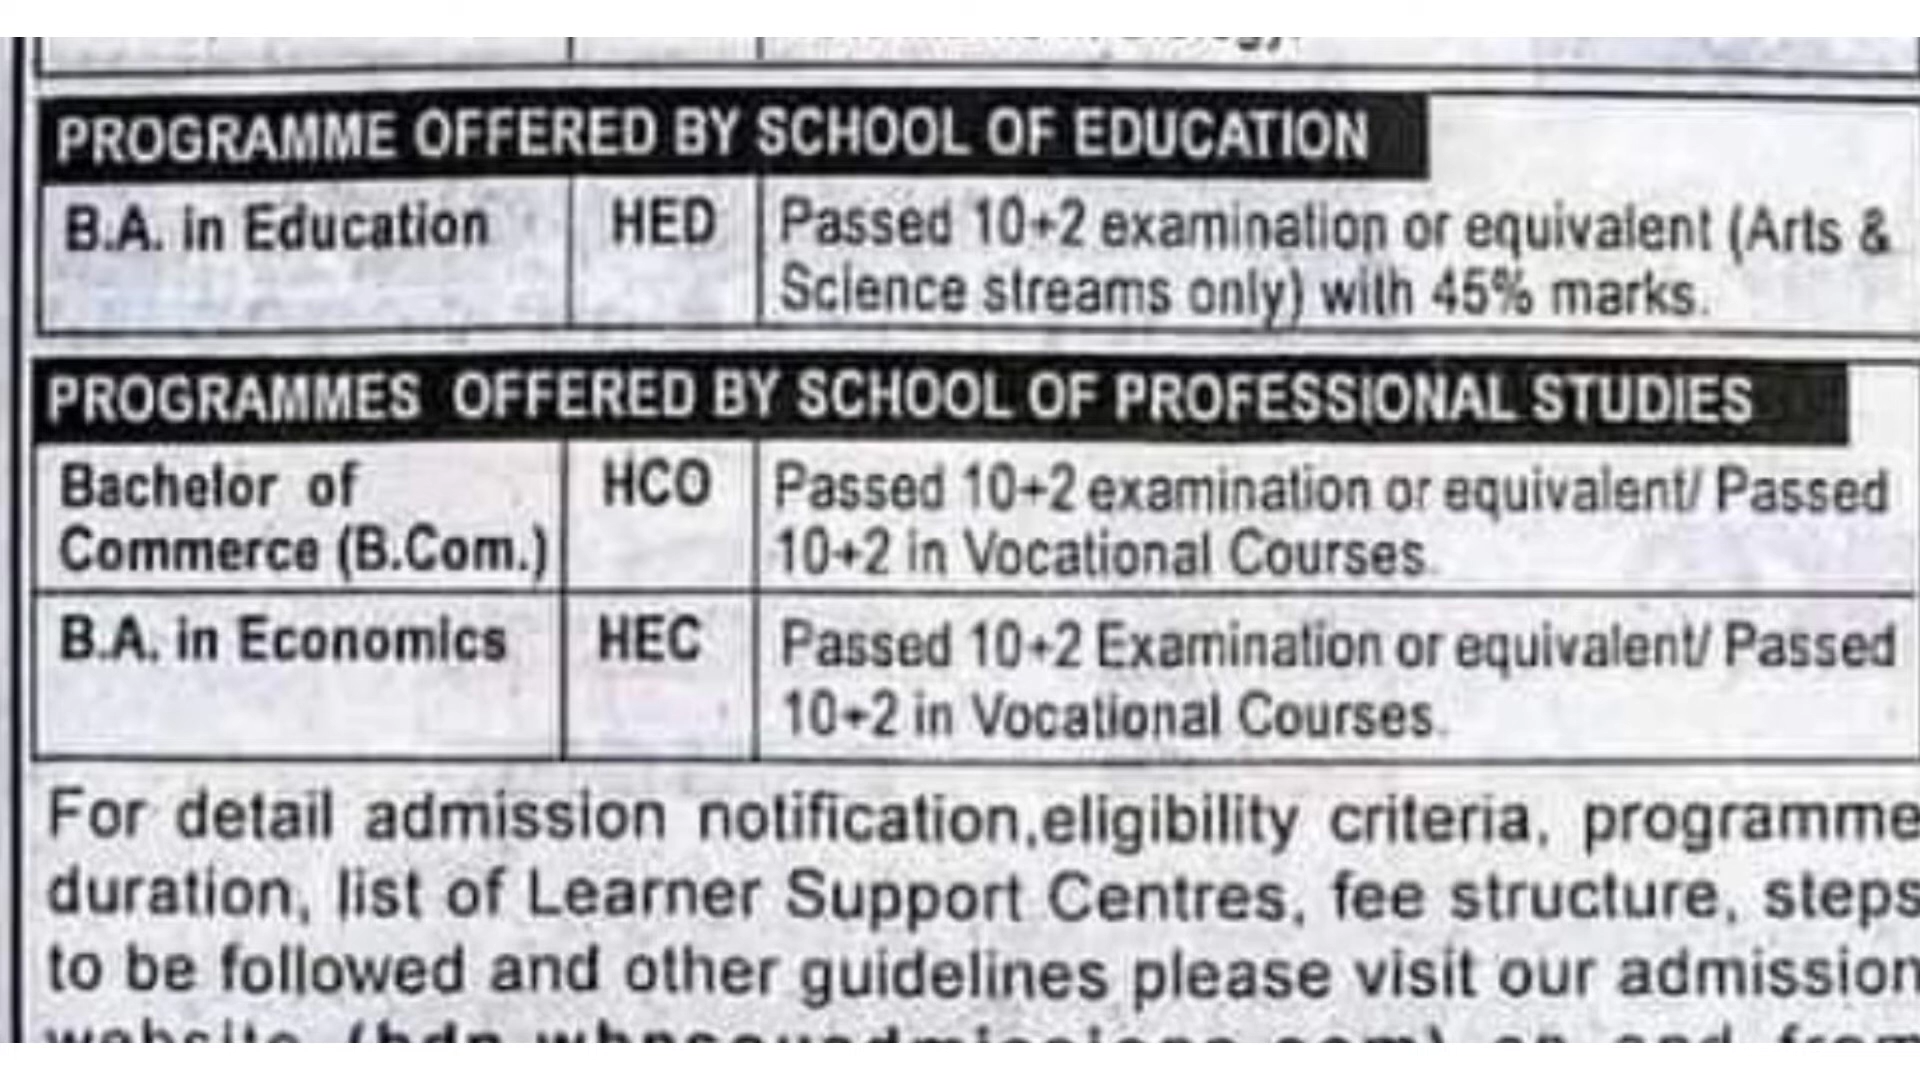 PROGRAMME OFFERED BY SCHOOL OF EDUCATION
B.A. in Education HED Passed 10+2 examination or equivalent (Arts &
Science streams only) with 45% marks.
PROGRAMMES OFFERED BY SCHOOL OF PROFESSIONAL STUDIES
Bachelor of HCO Passed 10+2 examination or equivalent/ Passed
Commerce (B.Com.) 10+2 in Vocational Courses.
B.A. in Economics HEC Passed 10+2 Examination or equivalent/ Passed
10+2 in Vocational Courses.
For detail admission notification,eligibility criteria, programme
duration, list of Learner Support Centres, fee structure, steps
to be followed and other guidelines please visit our admission